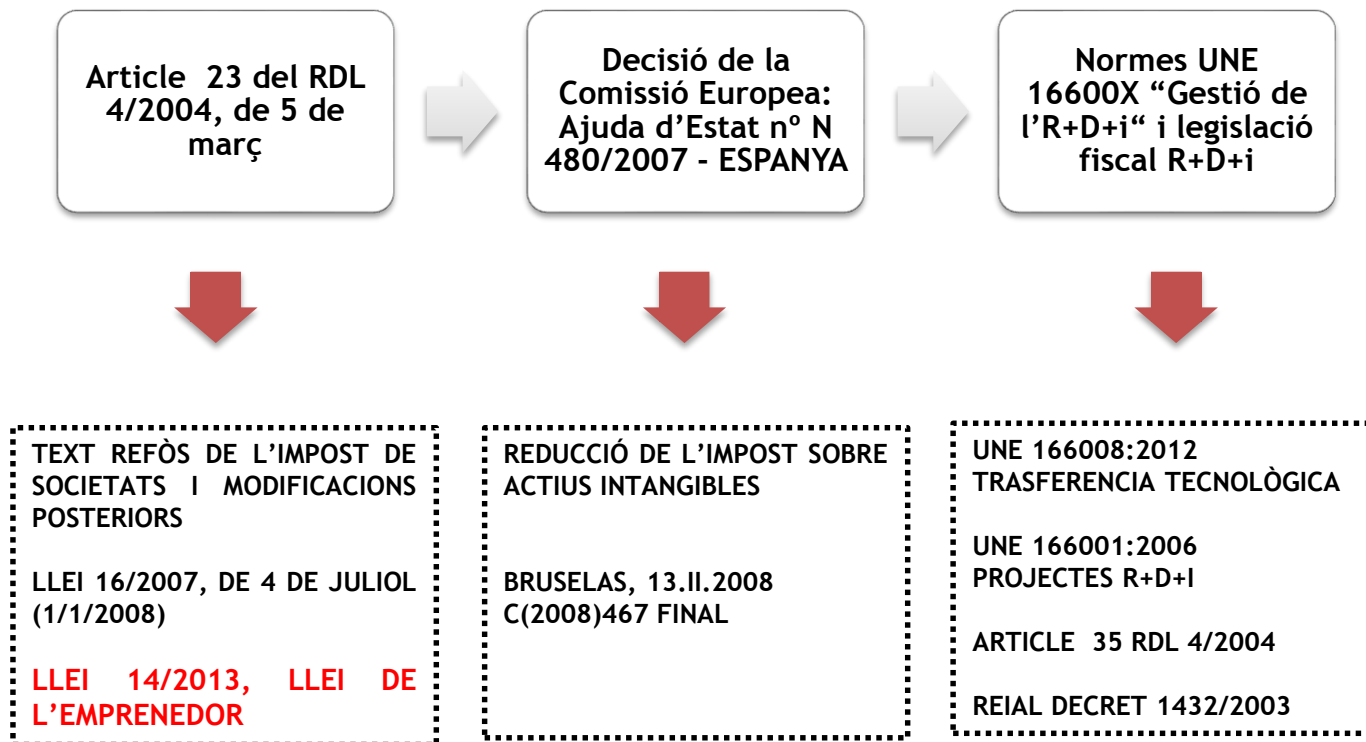 Article 23 del RDL
4/2004, de 5 de
març
Decisió de la
Comissió Europea:
Ajuda d’Estat nº N
480/2007 - ESPANYA
Normes UNE
16600X “Gestió de
l’R+D+i“ i legislació
fiscal R+D+i
TEXT REFÒS DE L’IMPOST DE
SOCIETATS I MODIFICACIONS
POSTERIORS
LLEI 16/2007, DE 4 DE JULIOL
(1/1/2008)
LLEI 14/2013, LLEI DE
L’EMPRENEDOR
REDUCCIÓ DE L’IMPOST SOBRE
ACTIUS INTANGIBLES
BRUSELAS, 13.II.2008
C(2008)467 FINAL
UNE 166008:2012
TRASFERENCIA TECNOLÒGICA
UNE 166001:2006
PROJECTES R+D+I
ARTICLE 35 RDL 4/2004
REIAL DECRET 1432/2003